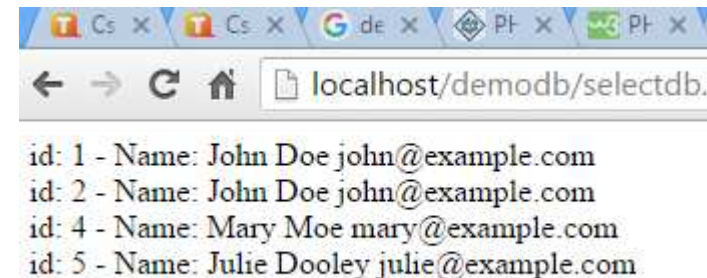 Cs Cs de PH PH
localhost/demodb/selectdb.
id: 1 - Name: John Doe john@example.com
id: 2 - Name: John Doe john@example.com
id: 4 - Name: Mary Moe mary@example.com
id: 5 - Name: Julie Dooley julie@example.com